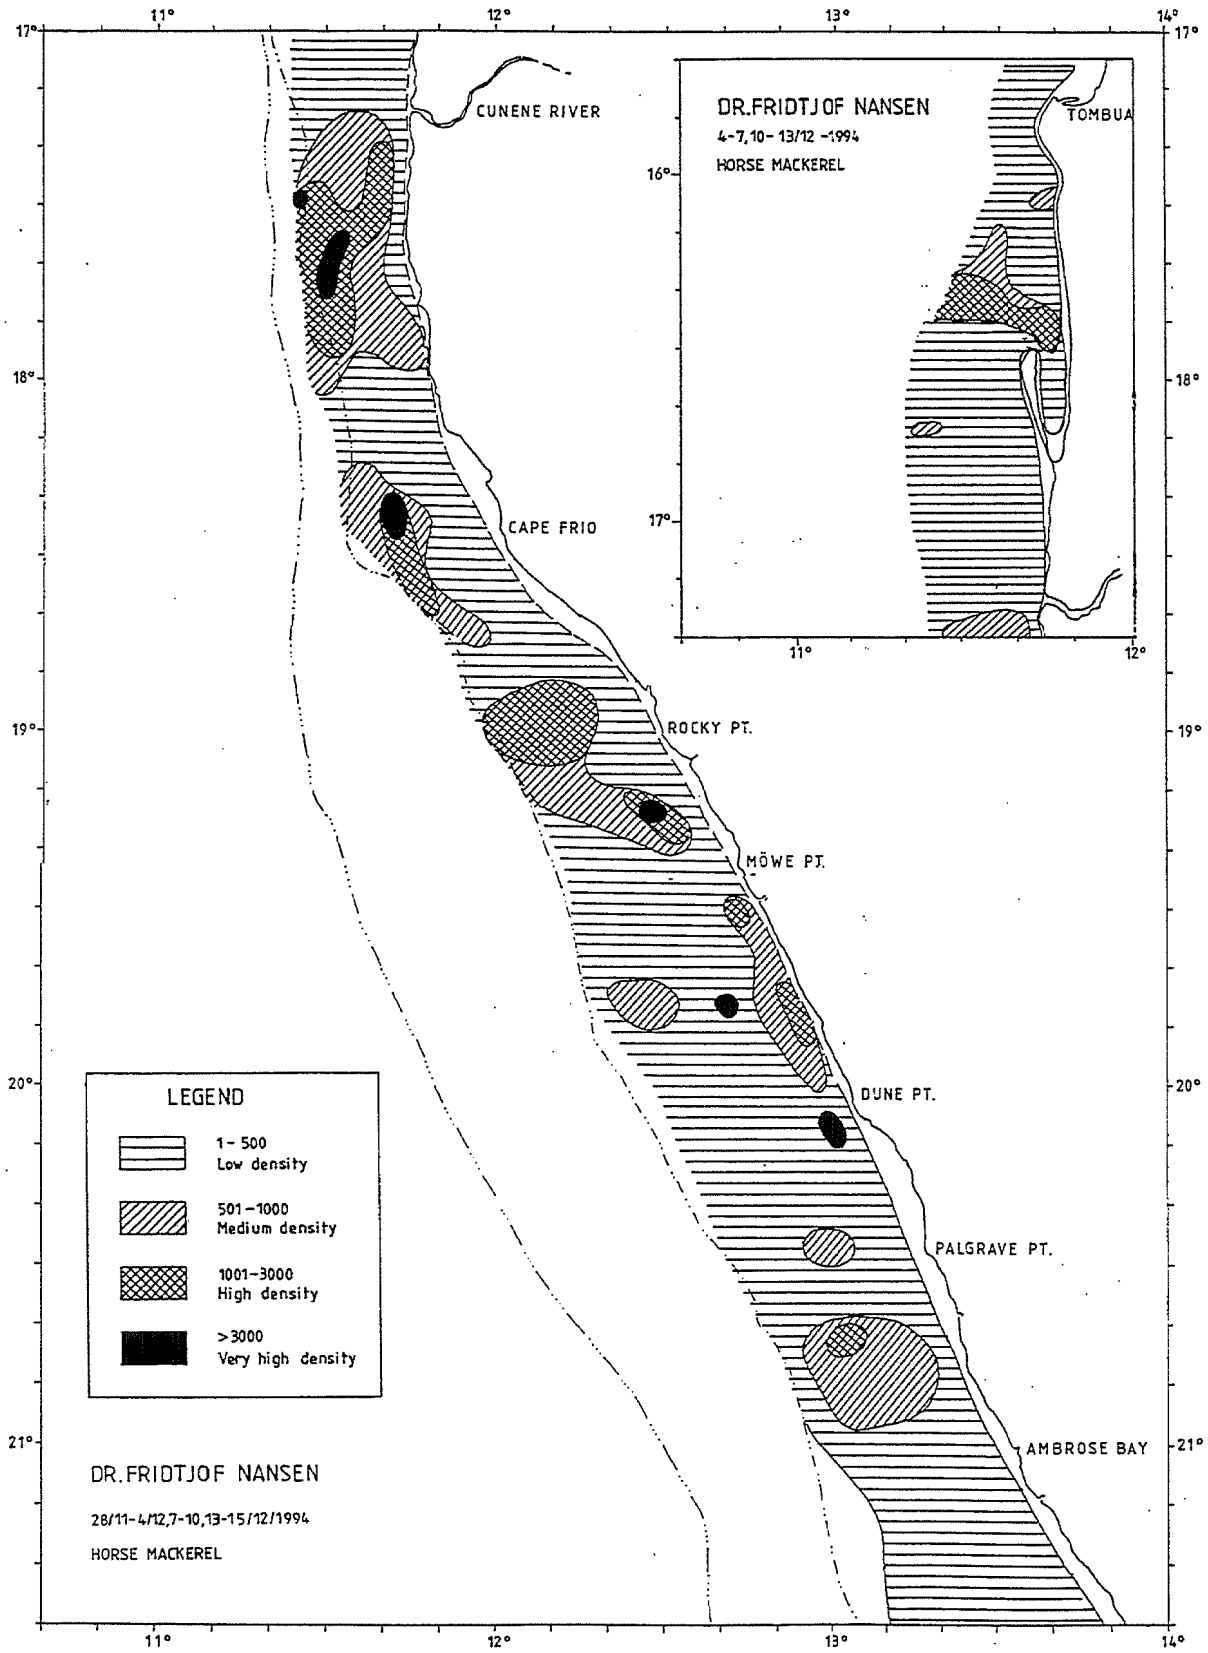 11° 12° 13° 14°
17° 17°
CUNENE RIVER
DR.FRIDTJOF NANSEN
4-7,10-13/12-1994
HORSE MACKEREL
TOMBUA
16°
17°
11° 12°
18° 18°
CAPE FRIO
19° 19°
ROCKY PT.
MÖWE PT.
20° 20°
DUNE PT.
LEGEND
1-500
Low density
501-1000
Medium density
1001-3000
High density
>3000
Very high density
PALGRAVE PT.
21° 21°
AMBROSE BAY
DR.FRIDTJOF NANSEN
28/11-4/12,7-10,13-15/12/1994
HORSE MACKEREL
11° 12° 13° 14°